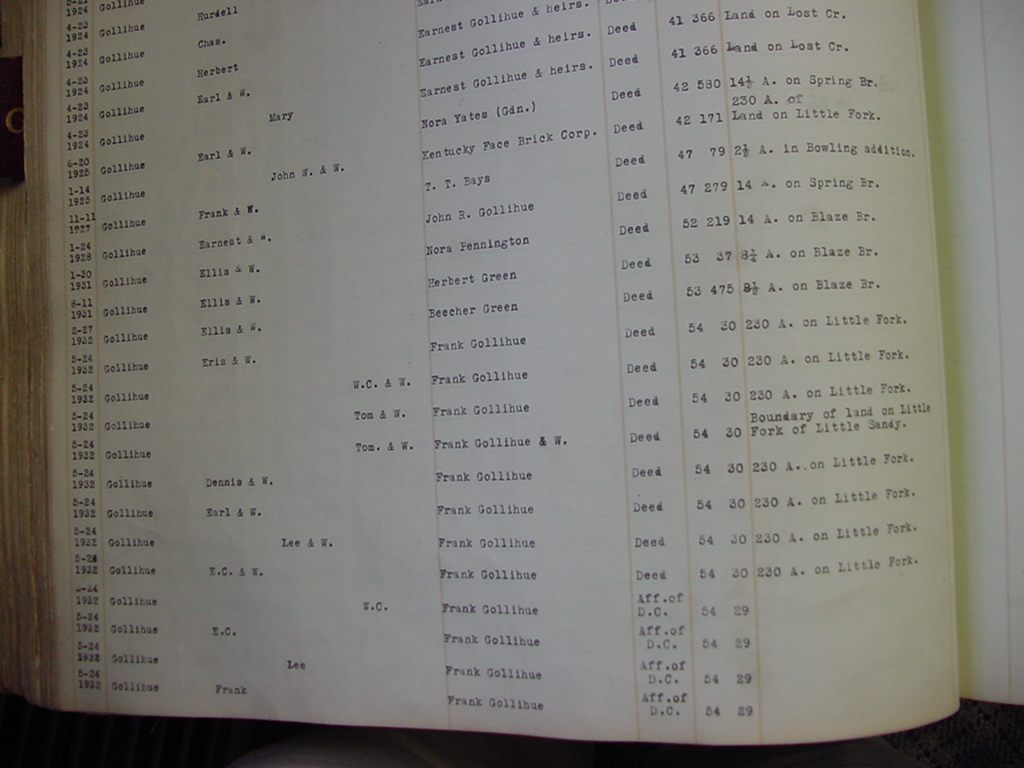 5-21 1924 Gollihue Hurdell
4-23 1924 Gollihue Chas.
4-23 1924 Gollihue Herbert Earnest Gollihue & heirs.
4-23 1924 Gollihue Earl & W. Earnest Gollihue & heirs. Deed 41 366 Land on Lost Cr.
4-23 1924 Gollihue Mary Earnest Gollihue & heirs. Deed 41 366 Land on Lost Cr.
6-20 1925 Gollihue Earl & W. Nora Yates (Gdn.) Deed 42 580 14½ A. on Spring Br.
230 A. of
1-14 1925 Gollihue John W. & W. Kentucky Face Brick Corp. Deed 42 171 Land on Little Fork.
11-11 1927 Gollihue Frank & W. T. T. Bays Deed 47 79 2½ A. in Bowling addition.
1-24 1928 Gollihue Earnest & W. John R. Gollihue Deed 47 279 14 A. on Spring Br.
1-30 1931 Gollihue Ellis & W. Nora Pennington Deed 52 219 14 A. on Blaze Br.
8-11 1931 Gollihue Ellis & W. Herbert Green Deed 53 37 8¼ A. on Blaze Br.
2-27 1932 Gollihue Ellis & W. Beecher Green Deed 53 475 8½ A. on Blaze Br.
5-24 1932 Gollihue Eris & W. Frank Gollihue Deed 54 30 230 A. on Little Fork.
5-24 1932 Gollihue W.C. & W. Frank Gollihue Deed 54 30 230 A. on Little Fork.
5-24 1932 Gollihue Tom & W. Frank Gollihue Deed 54 30 230 A. on Little Fork.
Boundary of land on Little
5-24 1932 Gollihue Tom. & W. Frank Gollihue & W. Deed 54 30 Fork of Little Sandy.
5-24 1932 Gollihue Dennis & W. Frank Gollihue Deed 54 30 230 A. on Little Fork.
5-24 1932 Gollihue Earl & W. Frank Gollihue Deed 54 30 230 A. on Little Fork.
5-24 1932 Gollihue Lee & W. Frank Gollihue Deed 54 30 230 A. on Little Fork.
5-24 1932 Gollihue E.C. & W. Frank Gollihue Deed 54 30 230 A. on Little Fork.
5-24 1932 Gollihue W.C. Frank Gollihue Aff.of D.C. 54 29
5-24 1932 Gollihue E.C. Frank Gollihue Aff.of D.C. 54 29
5-24 1932 Gollihue Lee Frank Gollihue Aff.of D.C. 54 29
5-24 1932 Gollihue Frank Frank Gollihue Aff.of D.C. 54 29